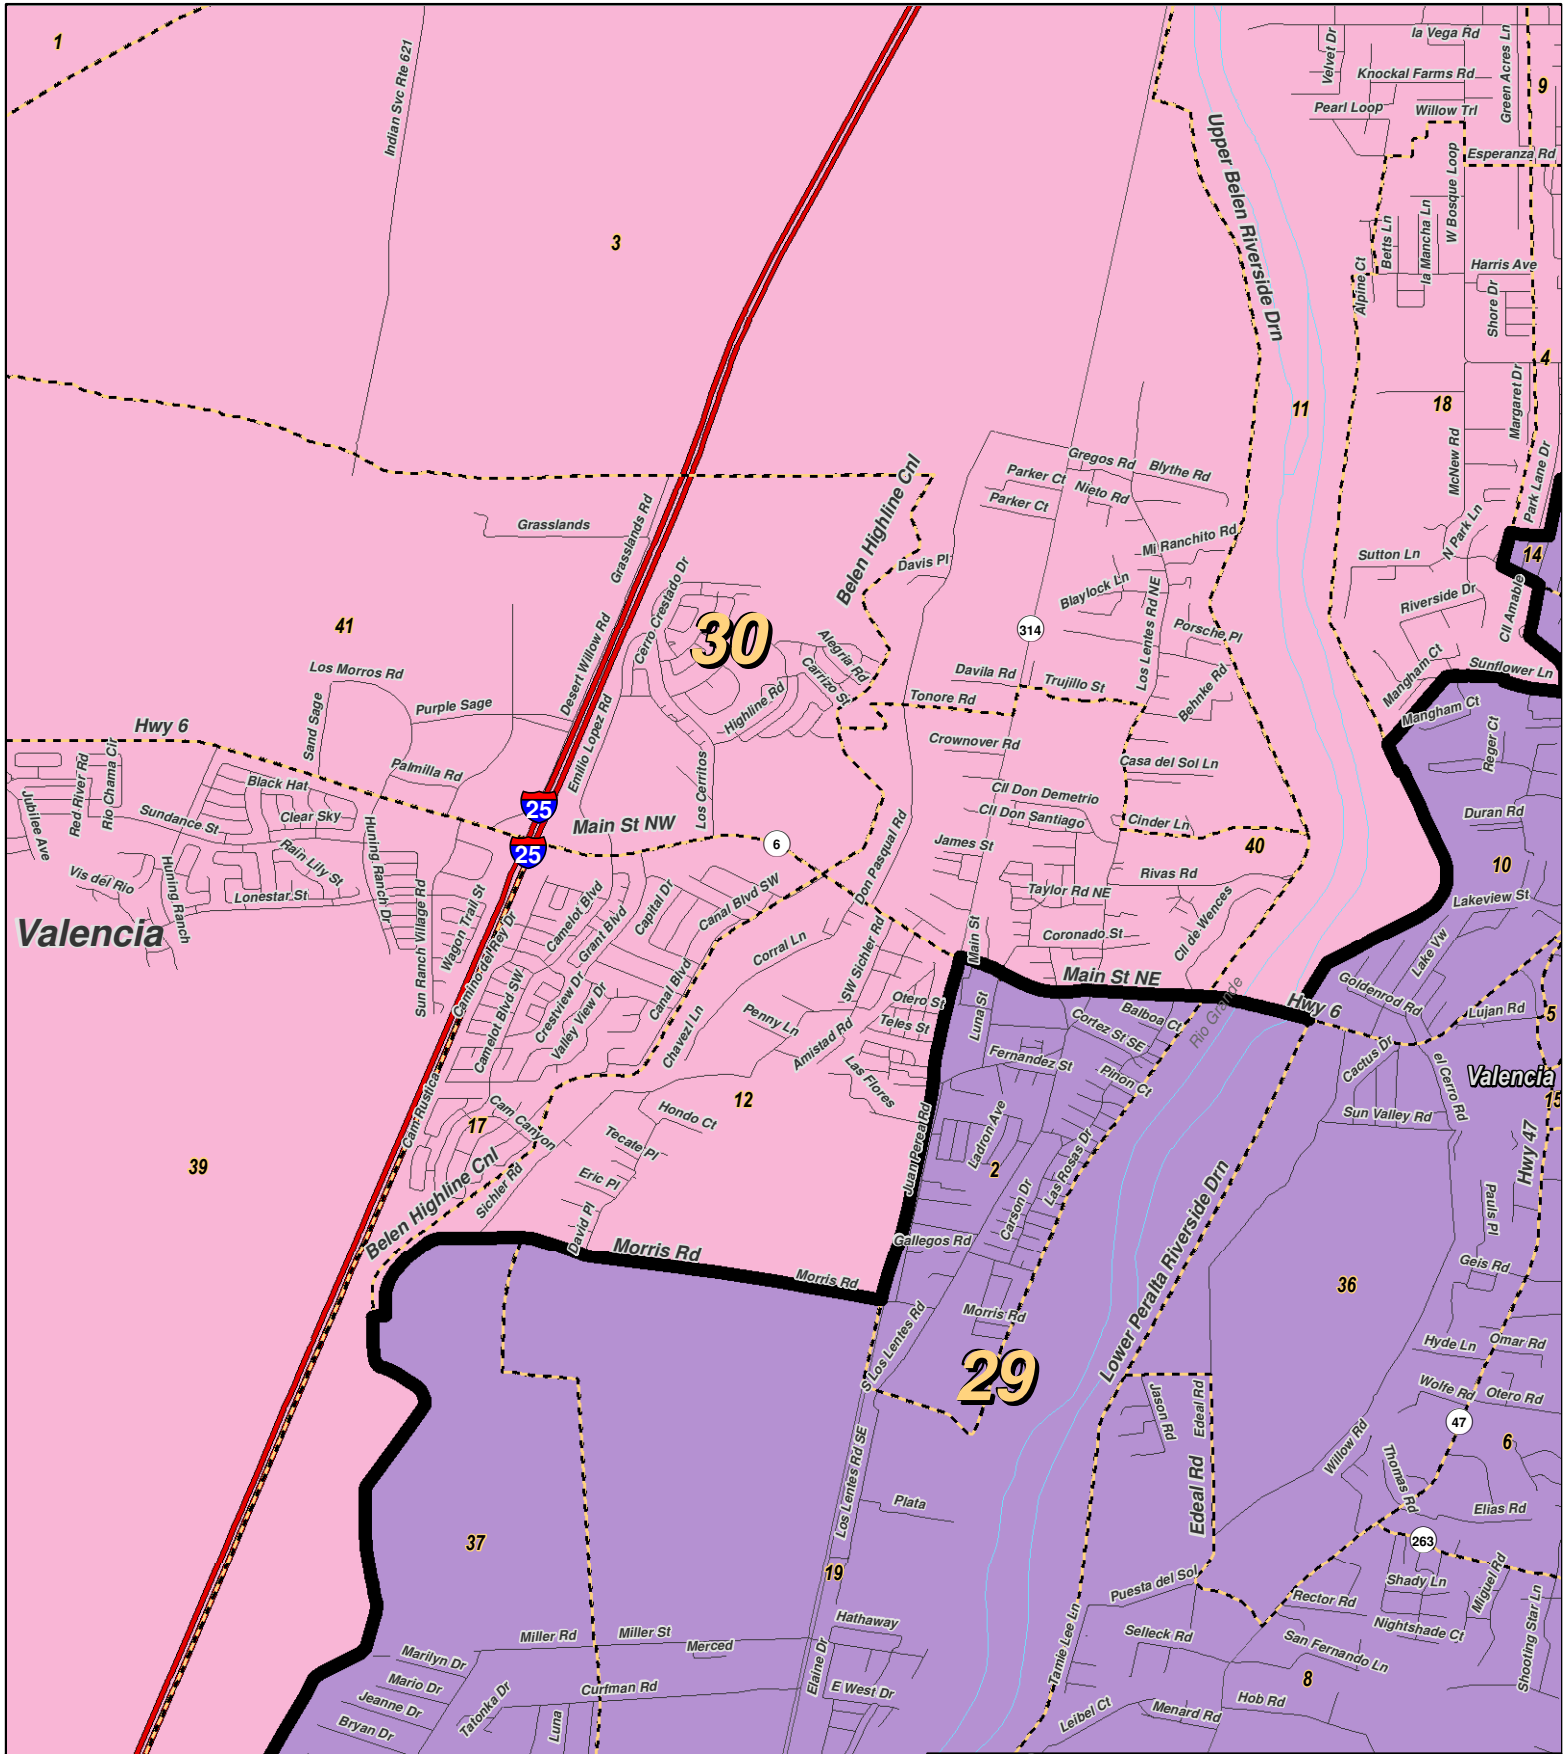 1
Indian Svc Rte 621
3
Velvet Dr
la Vega Rd
Knockal Farms Rd
Green Acres Ln
9
Pearl Loop
Willow Trl
Upper Belen Riverside Drn
W Bosque Loop
Esperanza Rd
Betts Ln
la Mancha Ln
Alpine Ct
Harris Ave
Shore Dr
4
11
18
Margaret Dr
McNew Rd
Park Lane Dr
Belen Highline Cnl
Gregos Rd
Blythe Rd
Parker Ct
Nieto Rd
Parker Ct
Grasslands
Grasslands Rd
Mi Ranchito Rd
N Park Ln
Sutton Ln
14
Davis Pl
Blaylock Ln
Los Lentes Rd NE
Riverside Dr
Cll Amable
41
Desert Willow Rd
Cerro Crestado Dr
30
314
Porsche Pl
Alegria Rd
Carrizo St
Los Morros Rd
Davila Rd
Trujillo St
Behnke Rd
Mangham Ct
Sunflower Ln
Sand Sage
Purple Sage
Highline Rd
Tonore Rd
Mangham Ct
Hwy 6
Emilio Lopez Rd
Crownover Rd
Reger Ct
Red River Rd
Rio Chama Cir
Palmilla Rd
Black Hat
Los Cerritos
Casa del Sol Ln
Jubilee Ave
Sundance St
Clear Sky
25
Cll Don Demetrio
Cll Don Santiago
Cinder Ln
Duran Rd
Huning Ranch Dr
Main St NW
6
James St
40
25
Rain Lily St
Don Pasqual Rd
10
Vis del Rio
Huning Ranch
Lonestar St
Sun Ranch Village Rd
Wagon Trail St
Camelot Blvd
Grant Blvd
Capital Dr
Canal Blvd SW
Taylor Rd NE
Rivas Rd
Lakeview St
Valencia
Camino del Rey Dr
Corral Ln
SW Sichler Rd
Main St
Coronado St
Cll de Wences
Lake Vw
Camelot Blvd SW
Crestview Dr
Valley View Dr
Canal Blvd
Chavezl Ln
Main St NE
Goldenrod Rd
Otero St
Luna St
Balboa Ct
Rio Grande
Hwy 6
Lujan Rd
5
Penny Ln
Amistad Rd
Teles St
Cortez St SE
Fernandez St
Pinon Ct
Cactus Dr
el Cerro Rd
Valencia
Las Flores
Cam Rustica
17
Cam Canyon
12
Hondo Ct
Juan Perea Rd
Ladron Ave
Sun Valley Rd
15
Hwy 47
39
Tecate Pl
2
Las Rosas Dr
Belen Highline Cnl
Sichler Rd
Eric Pl
Carson Dr
Lower Peralta Riverside Drn
Pauls Pl
David Pl
Morris Rd
Gallegos Rd
Geis Rd
Morris Rd
36
S Los Lentes Rd
Morris Rd
Hyde Ln
Omar Rd
29
Jason Rd
Edeal Rd
Wolfe Rd
Otero Rd
47
6
Los Lentes Rd SE
Willow Rd
Thomas Rd
Plata
Edeal Rd
Elias Rd
37
263
19
Puesta del Sol
Shady Ln
Miguel Rd
Rector Rd
Shooting Star Ln
Hathaway
Tamie Lee Ln
Nightshade Ct
Miller Rd
Miller St
Merced
Selleck Rd
San Fernando Ln
Marilyn Dr
Elaine Dr
Mario Dr
8
Jeanne Dr
Tatonka Dr
Curfman Rd
E West Dr
Hob Rd
Bryan Dr
Luna
Leibel Ct
Menard Rd